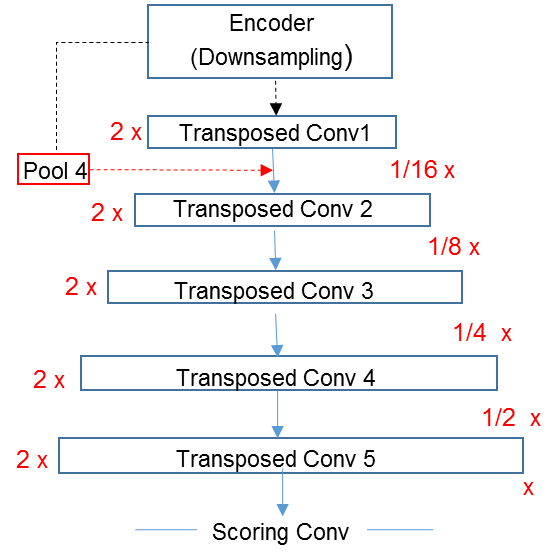 Encoder
(Downsampling)
2 x
Transposed Conv1
Pool 4
1/16 x
2 x
Transposed Conv 2
1/8 x
2 x
Transposed Conv 3
1/4 x
2 x
Transposed Conv 4
1/2 x
2 x
Transposed Conv 5
x
Scoring Conv